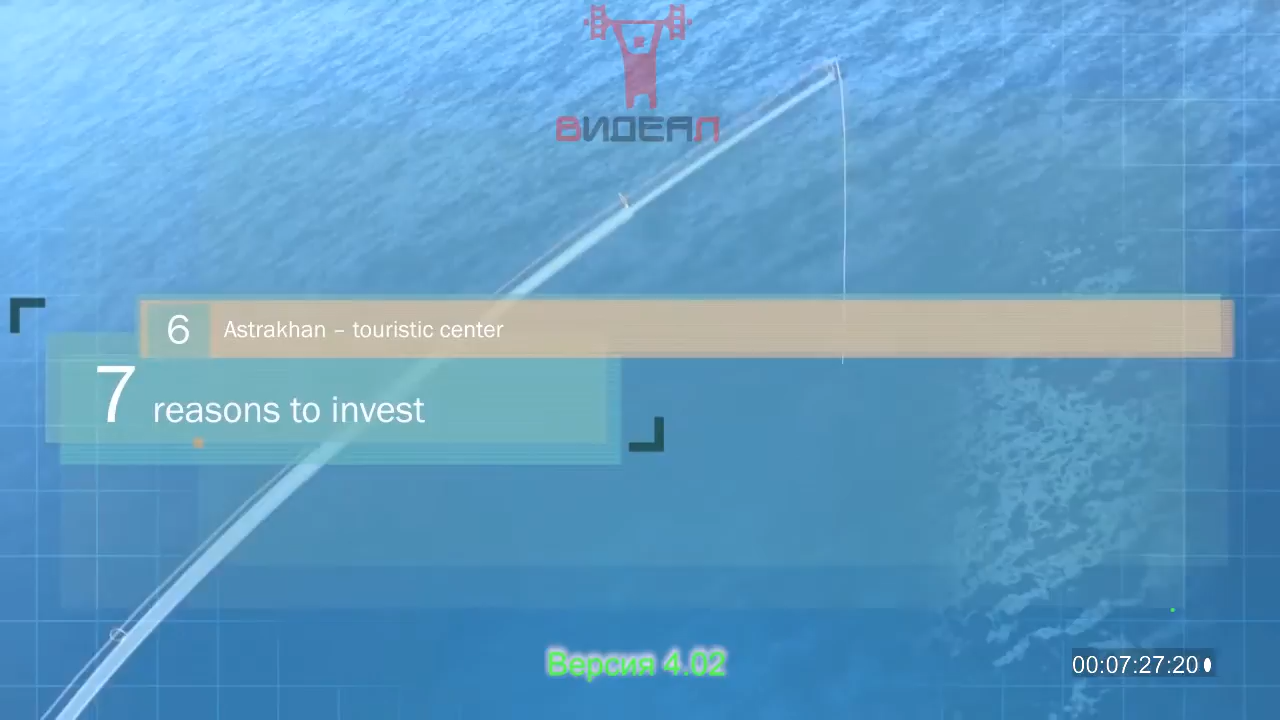 ВИДЕАЛ
6 Astrakhan – touristic center
7 reasons to invest
Версия 4.02
00:07:27:20